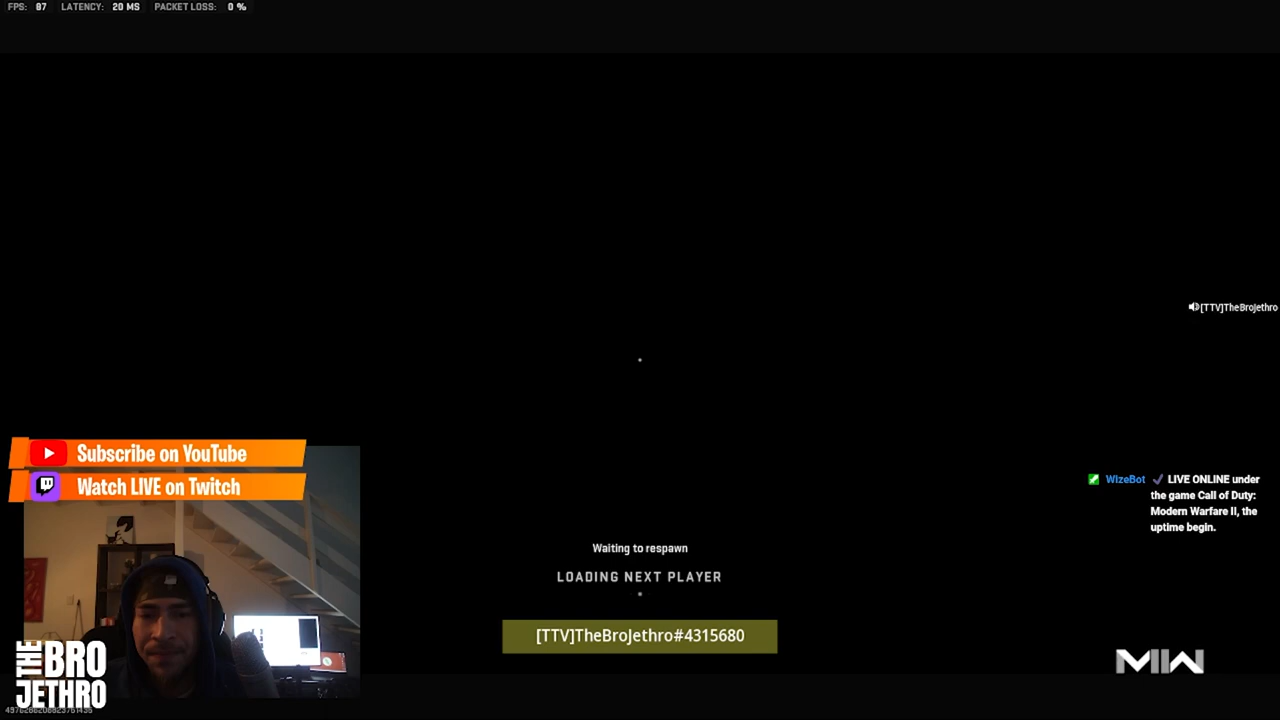 FPS: 87 LATENCY: 20 MS PACKET LOSS: 0 %
[TTV]TheBroJethro
Subscribe on YouTube
Watch LIVE on Twitch
WizeBot ✔ LIVE ONLINE under
the game Call of Duty:
Modern Warfare II, the
uptime begin.
Waiting to respawn
LOADING NEXT PLAYER
[TTV]TheBroJethro#4315680
THE BRO
JETHRO
MW